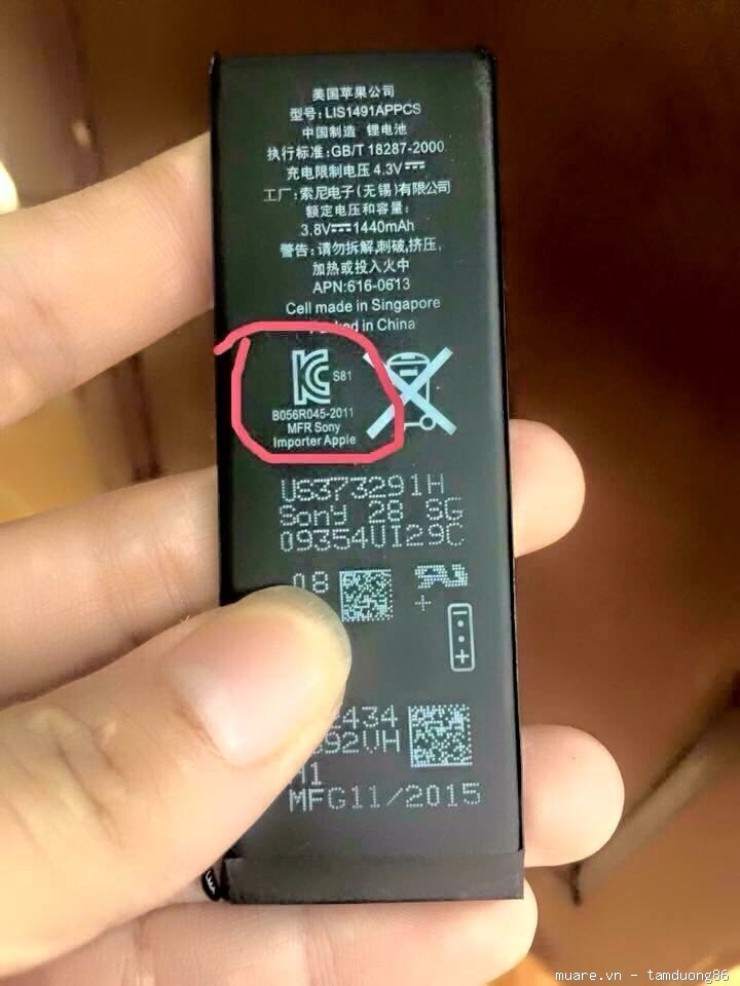 美国苹果公司
型号:LIS1491APPCS
中国制造 锂电池
执行标准:GB/T 18287-2000
充电限制电压 4.3V
工厂:索尼电子(无锡)有限公司
额定电压和容量:
3.8V 1440mAh
警告:请勿拆解,刺破,挤压,
加热或投入火中
APN:616-0613
Cell made in Singapore
in China
S81
B056R045-2011
MFR Sony
Importer Apple
US373291H
Sony 28 SG
09354UI29C
08
2434
92VH
MFG11/2015
muare.vn - tamduong86